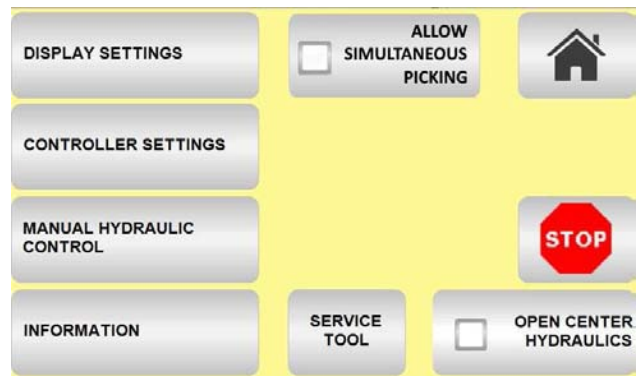 DISPLAY SETTINGS
ALLOW
SIMULTANEOUS
PICKING
CONTROLLER SETTINGS
MANUAL HYDRAULIC
CONTROL
STOP
INFORMATION
SERVICE
TOOL
OPEN CENTER
HYDRAULICS